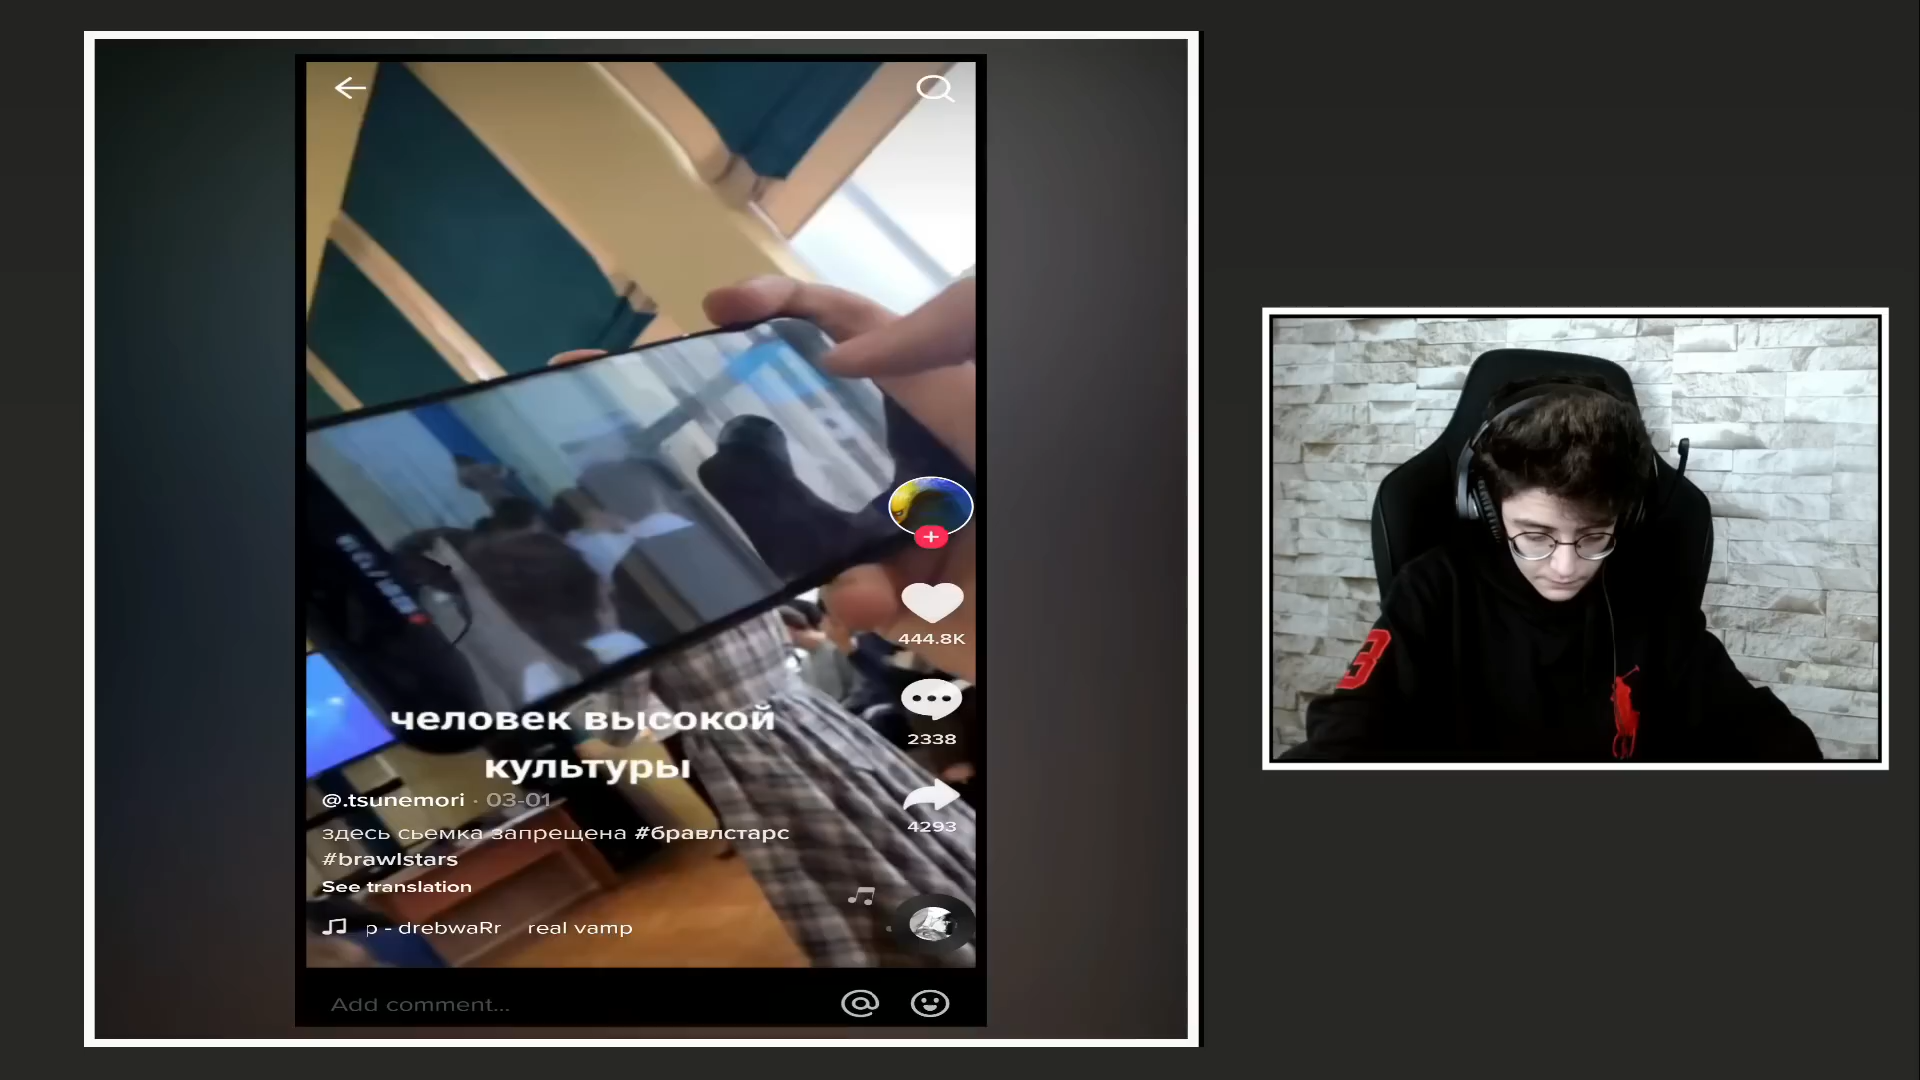 444.8K
2338
человек высокой
культуры
@.tsunemori · 03-01
4293
здесь сьемка запрещена #бравлстарс
#brawlstars
See translation
p - drebwaRr real vamp
Add comment...
3